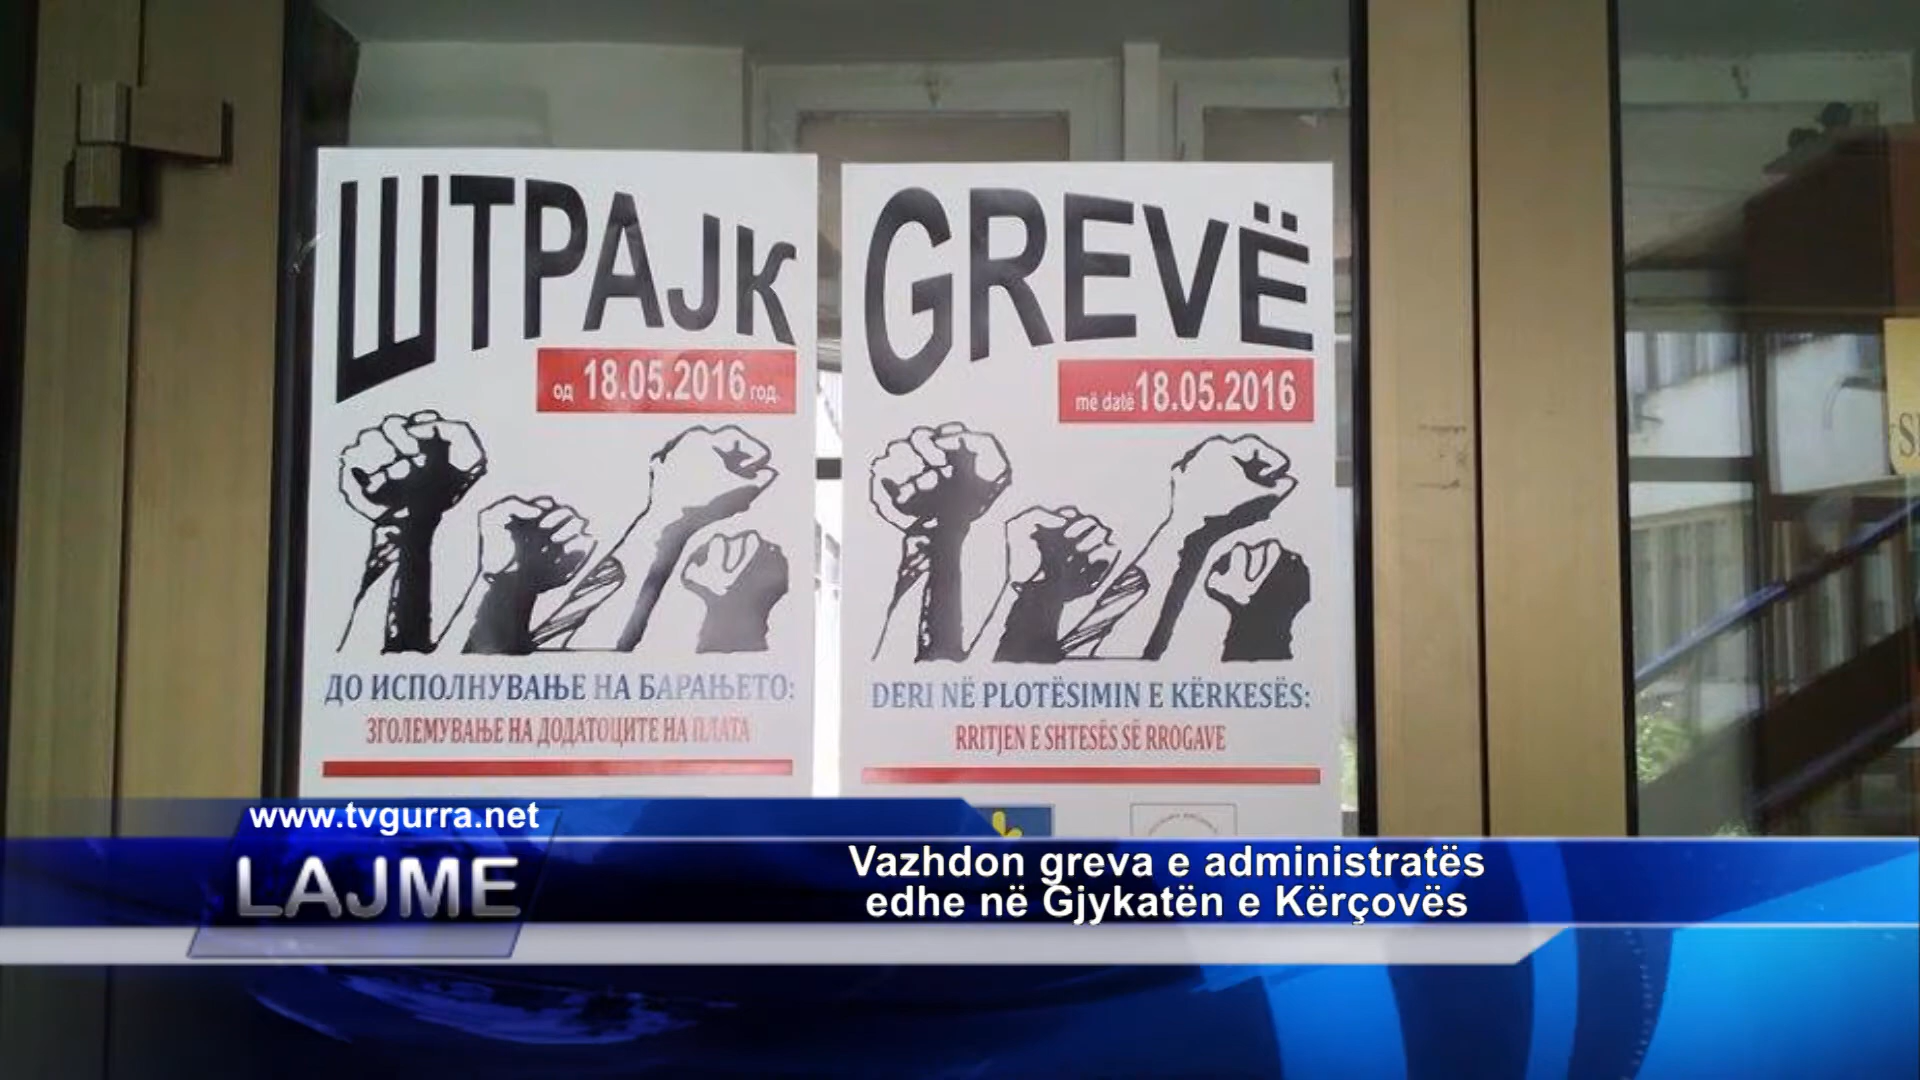 ШТРАЈК
од 18.05.2016 год.
ДО ИСПОЛНУВАЊЕ НА БАРАЊЕТО:
ЗГОЛЕМУВАЊЕ НА ДОДАТОЦИТЕ НА ПЛАТА
GREVË
më datë 18.05.2016
DERI NË PLOTËSIMIN E KËRKESËS:
RRITJEN E SHTESËS SË RROGAVE
www.tvgurra.net
LAJME
Vazhdon greva e administratës
edhe në Gjykatën e Kërçovës